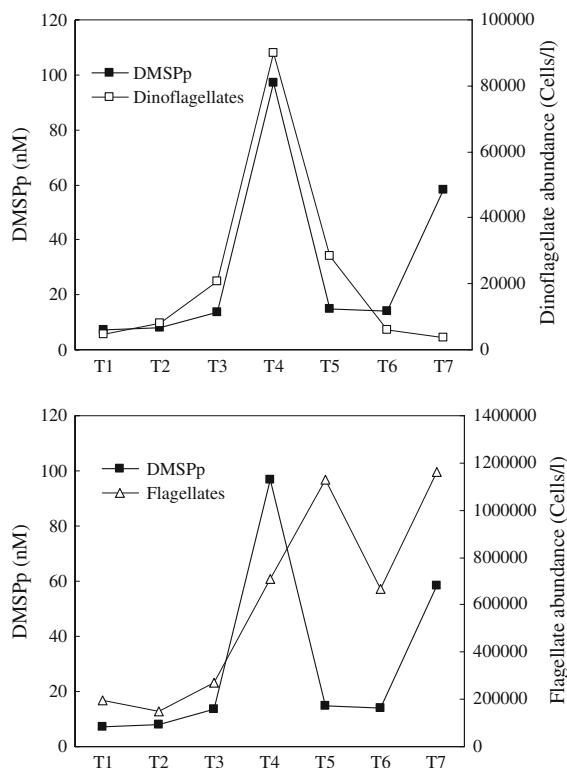 120
100
80
60
40
20
0
DMSPp (nM)
DMSPp
Dinoflagellates
100000
80000
60000
40000
20000
0
Dinoflagellate abundance (Cells/l)
T1 T2 T3 T4 T5 T6 T7
120
100
80
60
40
20
0
DMSPp (nM)
DMSPp
Flagellates
1400000
1200000
1000000
800000
600000
400000
200000
0
Flagellate abundance (Cells/l)
T1 T2 T3 T4 T5 T6 T7